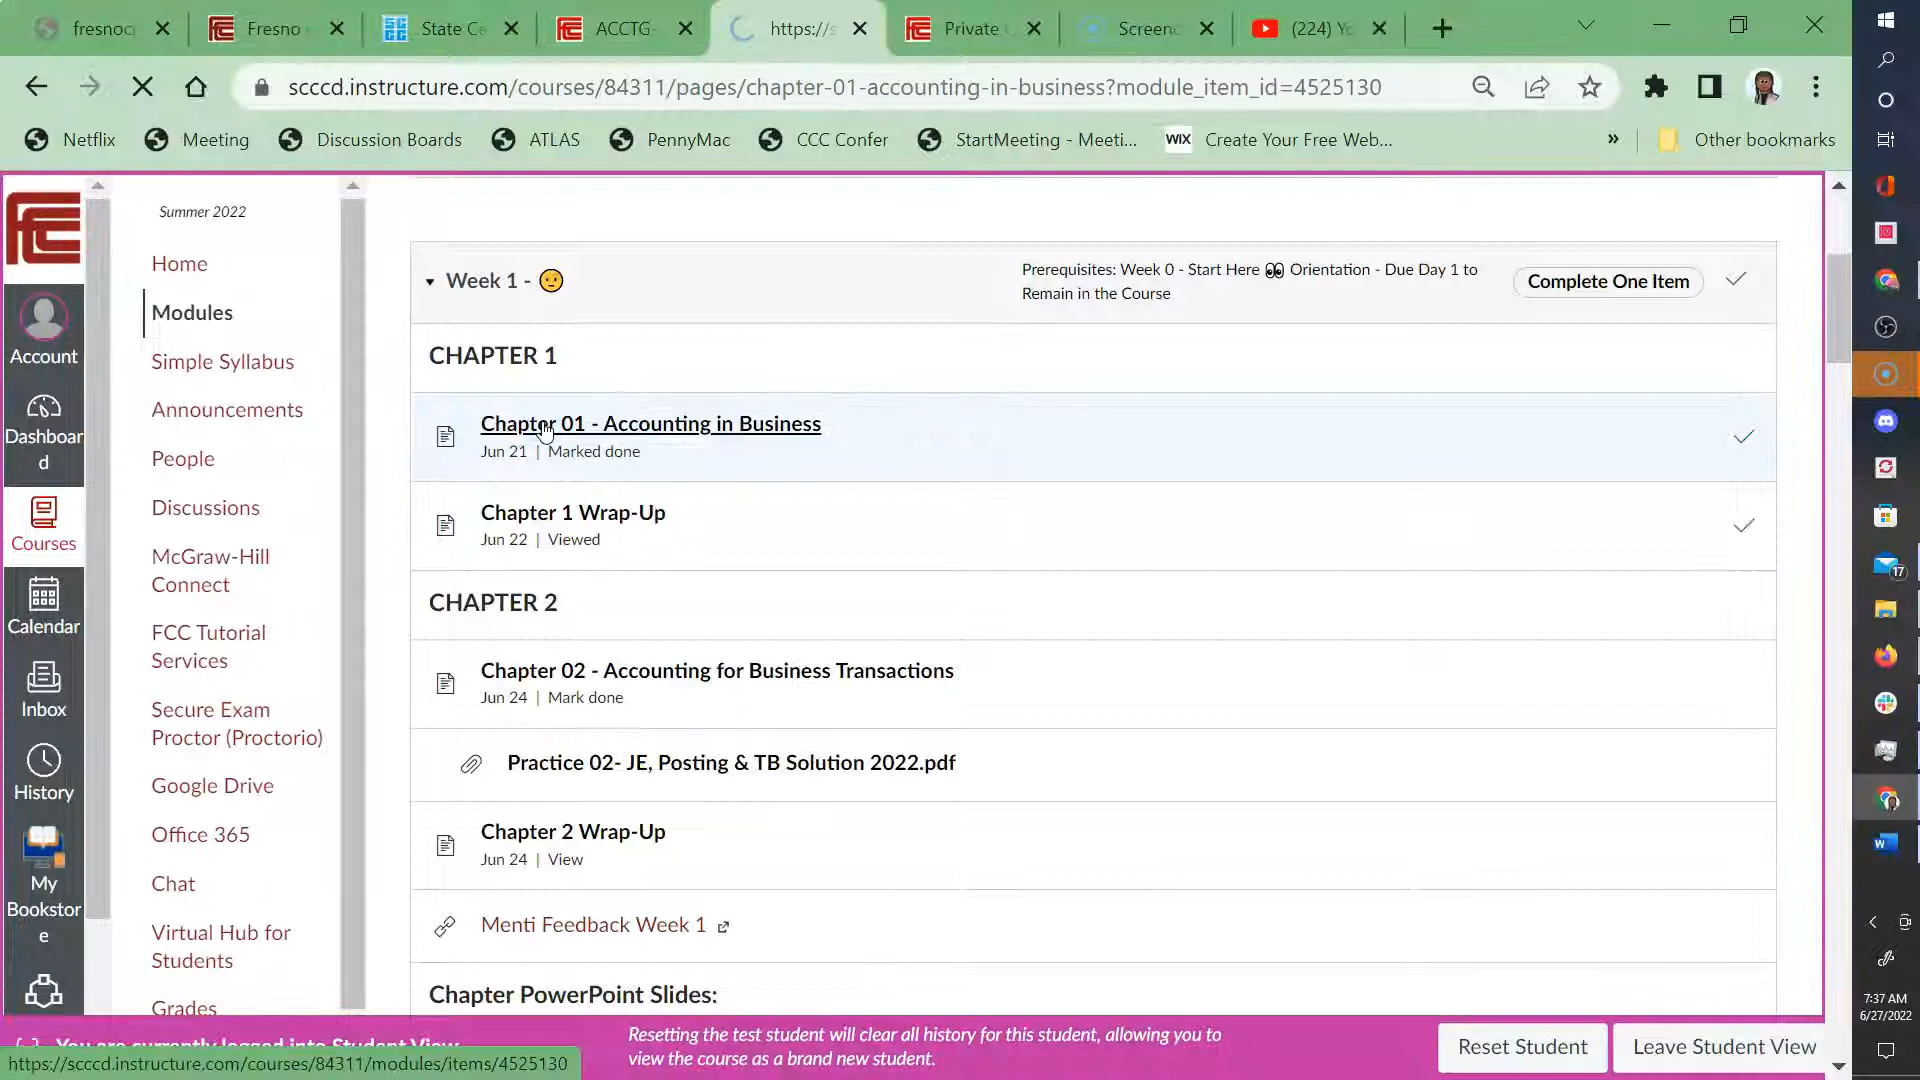 fresnoc
Fresno
State Ce
ACCTG-
https://s
Private
Screenc
(224) Yo
scccd.instructure.com/courses/84311/pages/chapter-01-accounting-in-business?module_item_id=4525130
Netflix
Meeting
Discussion Boards
ATLAS
PennyMac
CCC Confer
StartMeeting - Meeti...
WIX
Create Your Free Web...
»
Other bookmarks
Account
Dashboar
d
Courses
Calendar
Inbox
History
My
Bookstor
e
Summer 2022
Home
Modules
Simple Syllabus
Announcements
People
Discussions
McGraw-Hill
Connect
FCC Tutorial
Services
Secure Exam
Proctor (Proctorio)
Google Drive
Office 365
Chat
Virtual Hub for
Students
Grades
Week 1 - 🤨
Prerequisites: Week 0 - Start Here 👀 Orientation - Due Day 1 to
Remain in the Course
Complete One Item
CHAPTER 1
Chapter 01 - Accounting in Business
Jun 21 | Marked done
Chapter 1 Wrap-Up
Jun 22 | Viewed
CHAPTER 2
Chapter 02 - Accounting for Business Transactions
Jun 24 | Mark done
Practice 02- JE, Posting & TB Solution 2022.pdf
Chapter 2 Wrap-Up
Jun 24 | View
Menti Feedback Week 1
Chapter PowerPoint Slides:
You are currently logged into Student View
Resetting the test student will clear all history for this student, allowing you to
view the course as a brand new student.
Reset Student
Leave Student View
https://scccd.instructure.com/courses/84311/modules/items/4525130
17
7:37 AM
6/27/2022